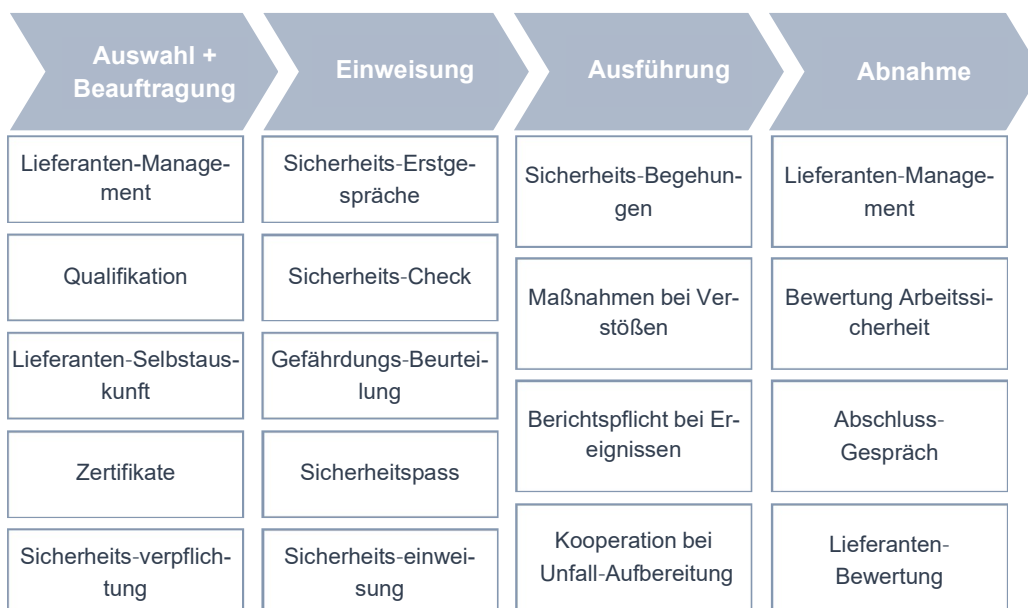 Auswahl +
Beauftragung
Einweisung
Ausführung
Abnahme
Lieferanten-Manage-
ment
Qualifikation
Lieferanten-Selbstaus-
kunft
Zertifikate
Sicherheits-verpflich-
tung
Sicherheits-Erstge-
spräche
Sicherheits-Check
Gefährdungs-Beurtei-
lung
Sicherheitspass
Sicherheits-einwei-
sung
Sicherheits-Begehun-
gen
Maßnahmen bei Ver-
stößen
Berichtspflicht bei Er-
eignissen
Kooperation bei
Unfall-Aufbereitung
Lieferanten-Manage-
ment
Bewertung Arbeitssi-
cherheit
Abschluss-
Gespräch
Lieferanten-
Bewertung